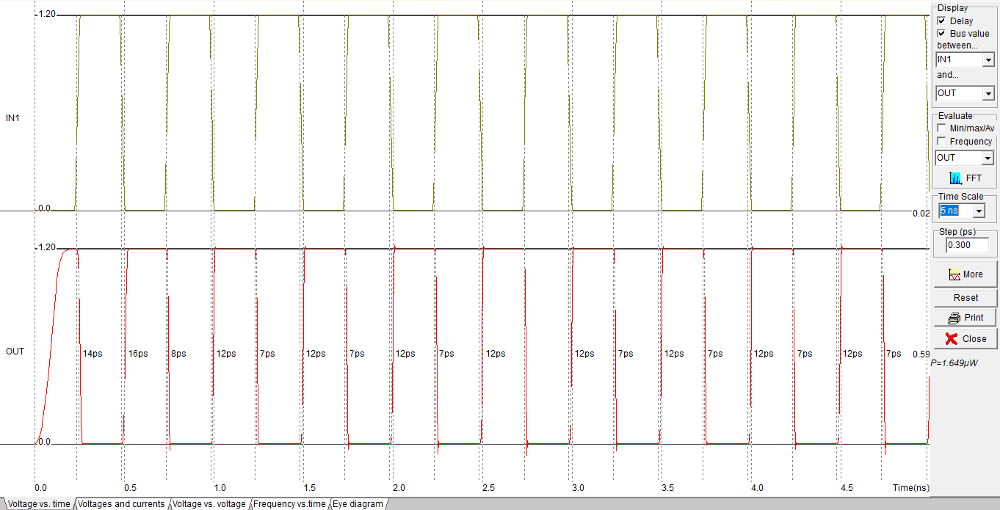 1.20
IN1
0.0
0.02
1.20
OUT
14ps 16ps 8ps 12ps 7ps 12ps 7ps 12ps 7ps 12ps 12ps 7ps 12ps 7ps 12ps 7ps 12ps 7ps 0.59
0.0
0.0 0.5 1.0 1.5 2.0 2.5 3.0 3.5 4.0 4.5 Time(ns)
Voltage vs. time Voltages and currents Voltage vs. voltage Frequency vs.time Eye diagram
Display
Delay
Bus value
between...
IN1
and...
OUT
Evaluate
Min/max/Av
Frequency
OUT
FFT
Time Scale
5 ns
Step (ps)
0.300
More
Reset
Print
Close
P=1.649µW